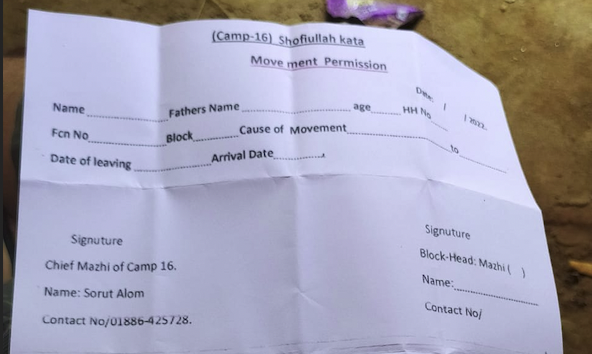 (Camp-16) Shofiullah kata
Move ment Permission
Date: / / 2022.
Name Fathers Name age HH No
Fcn No Block Cause of Movement to
Date of leaving Arrival Date
Signuture
Chief Mazhi of Camp 16.
Name: Sorut Alom
Contact No/01886-425728.
Signuture
Block-Head: Mazhi ( )
Name:
Contact No/